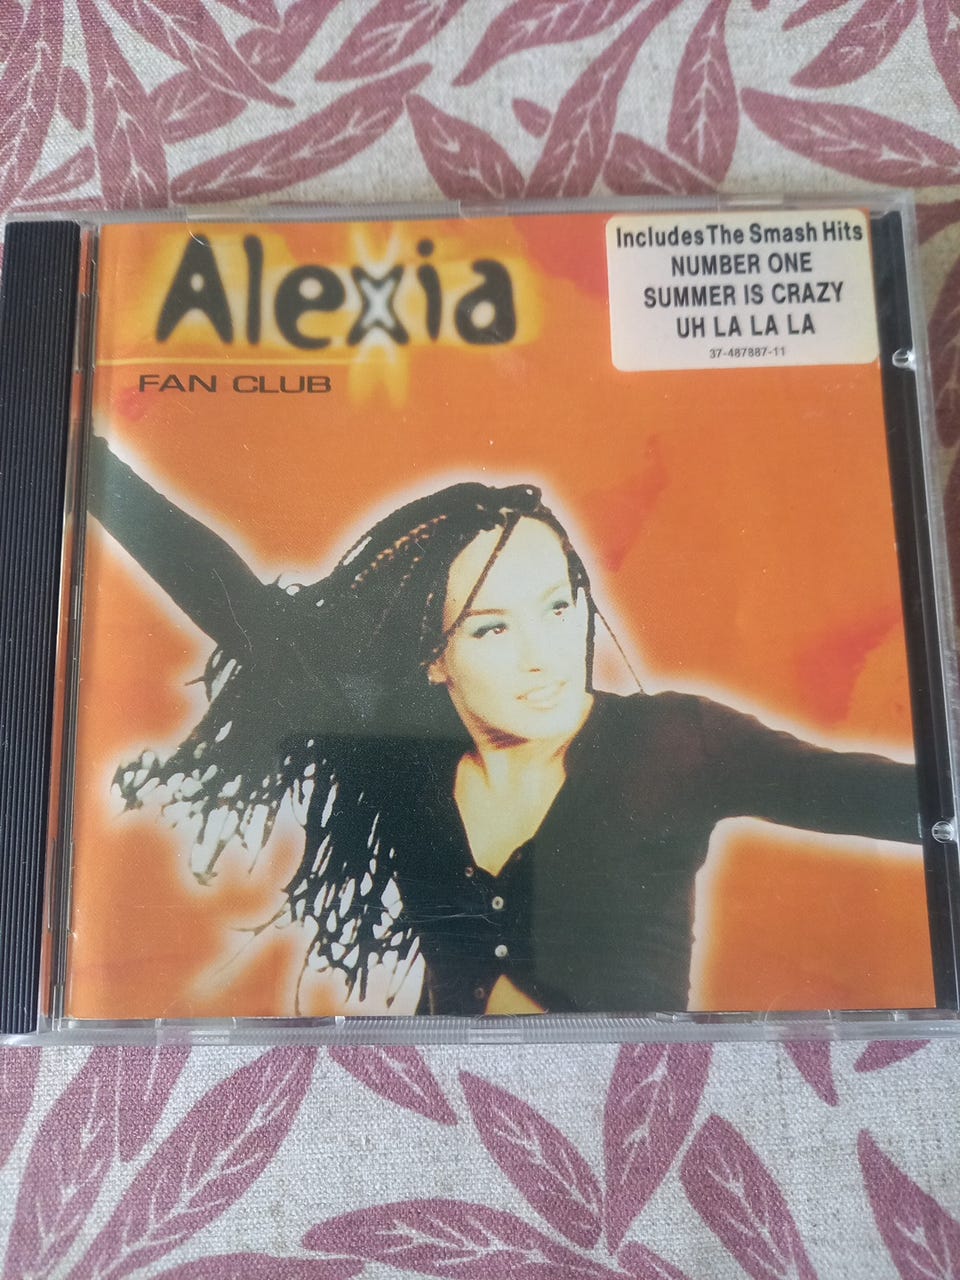 Alexia
FAN CLUB
Includes The Smash Hits
NUMBER ONE
SUMMER IS CRAZY
UH LA LA LA
37-487887-11